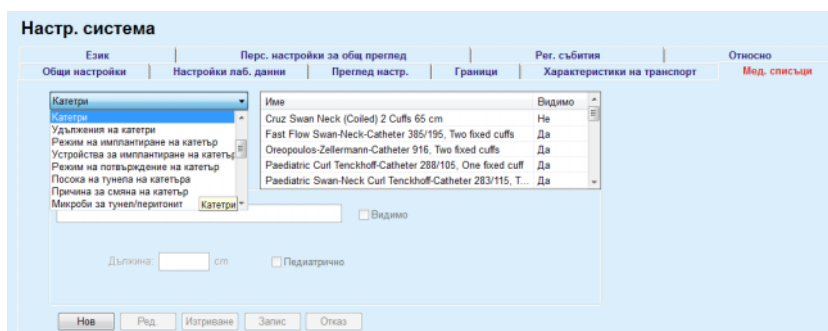 Настр. система
Език Перс. настройки за общ преглед Рег. събития Относно
Общи настройки Настройки лаб. данни Преглед настр. Граници Характеристики на транспорт Мед. списъци
Катетри Име Видимо
Катетри Cruz Swan Neck (Coiled) 2 Cuffs 65 cm Не
Удължения на катетри Fast Flow Swan-Neck-Catheter 385/195, Two fixed cuffs Да
Режим на имплантиране на катетър Oreopoulos-Zellermann-Catheter 916, Two fixed cuffs Да
Устройства за имплантиране на катетър
Режим на потвърждение на катетър Paediatric Curl Tenckhoff-Catheter 288/105, One fixed cuff Да
Посока на тунела на катетъра Paediatric Swan-Neck Curl Tenckhoff-Catheter 283/115, T... Да
Причина за смяна на катетър
Микроби за тунел/перитонит Катетри
Видимо
Дължина: cm Педиатрично
Нов Ред. Изтриване Запис Отказ